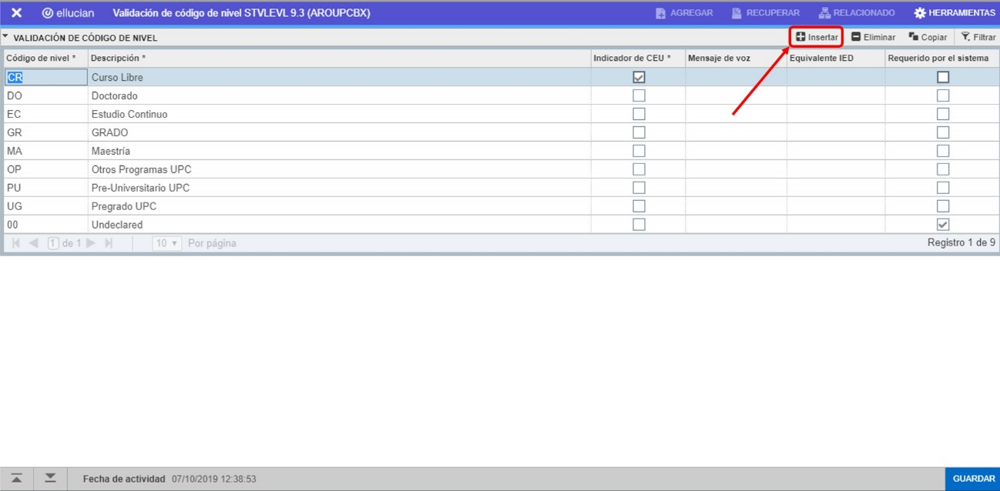 ellucian Validación de código de nivel STVLEVL 9.3 (AROUPCBX) AGREGAR RECUPERAR RELACIONADO HERRAMIENTAS
VALIDACIÓN DE CÓDIGO DE NIVEL Insertar Eliminar Copiar Filtrar
Código de nivel * Descripción * Indicador de CEU * Mensaje de voz Equivalente IED Requerido por el sistema
CR Curso Libre
DO Doctorado
EC Estudio Continuo
GR GRADO
MA Maestría
OP Otros Programas UPC
PU Pre-Universitario UPC
UG Pregrado UPC
00 Undeclared
1 de 1 10 Por página Registro 1 de 9
Fecha de actividad 07/10/2019 12:38:53 GUARDAR